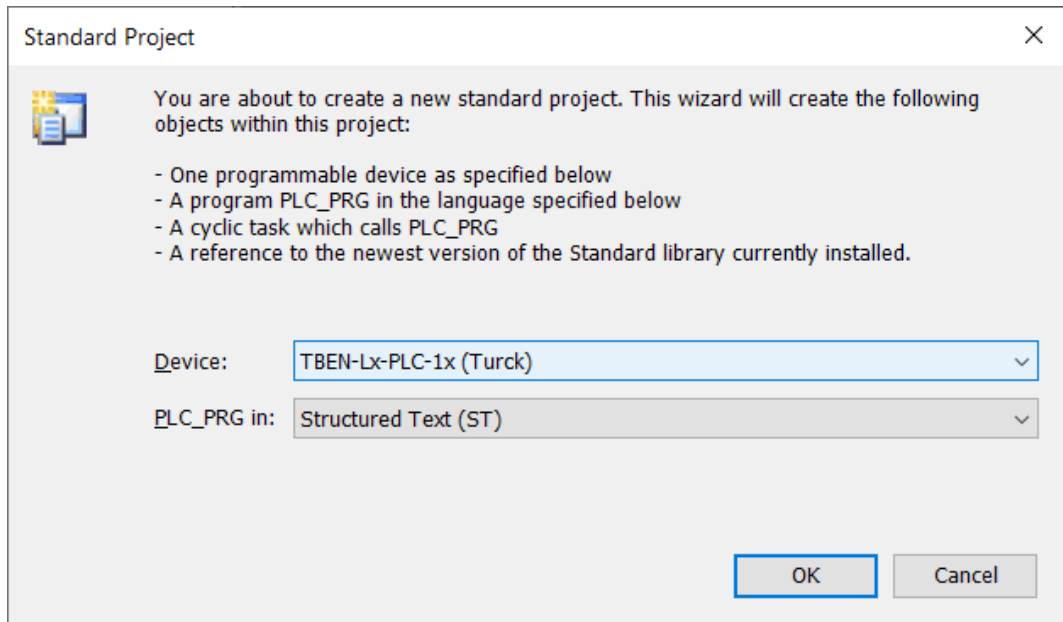 Standard Project
You are about to create a new standard project. This wizard will create the following
objects within this project:
- One programmable device as specified below
- A program PLC_PRG in the language specified below
- A cyclic task which calls PLC_PRG
- A reference to the newest version of the Standard library currently installed.
Device: TBEN-Lx-PLC-1x (Turck)
PLC_PRG in: Structured Text (ST)
OK Cancel